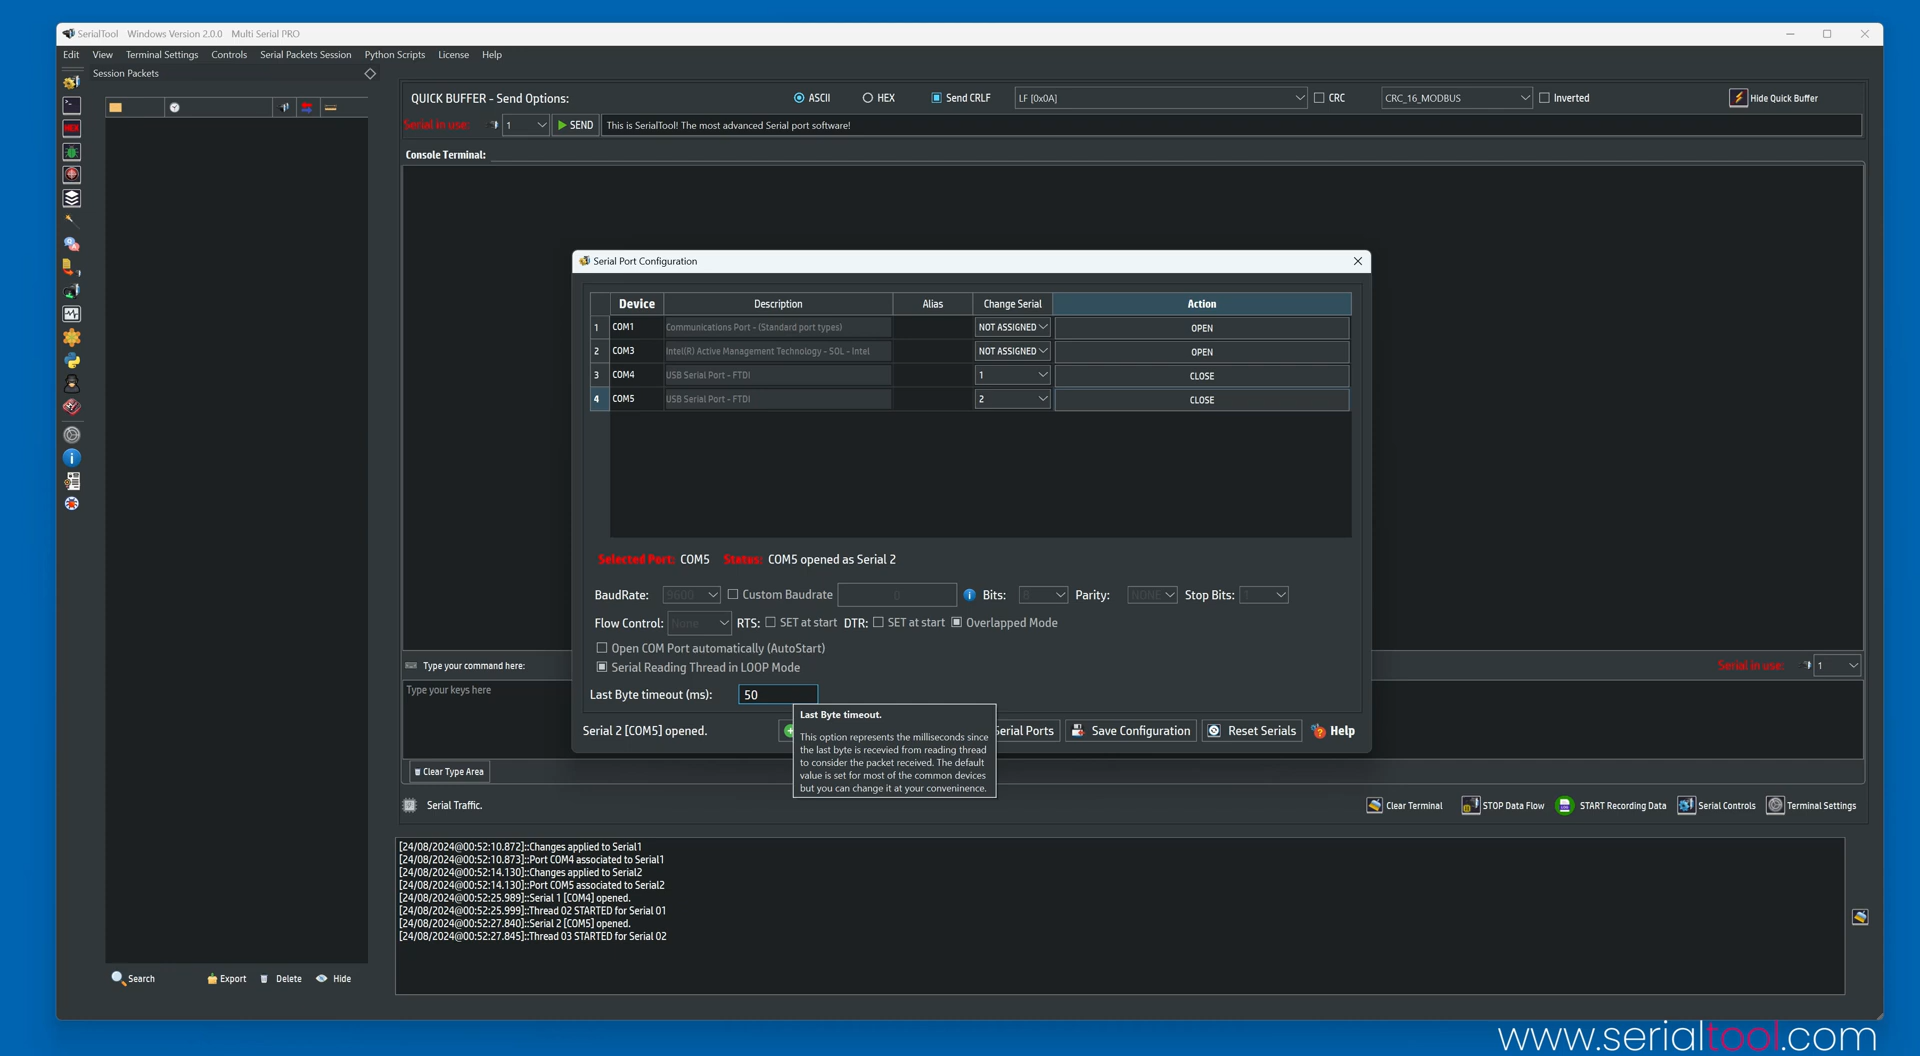 SerialTool Windows Version 2.0.0 Multi Serial PRO
Edit View Terminal Settings Controls Serial Packets Session Python Scripts License Help
Session Packets
QUICK BUFFER - Send Options: ASCII HEX Send CRLF LF [0x0A] CRC CRC_16_MODBUS Inverted Hide Quick Buffer
Serial in use: 1 SEND This is SerialTool! The most advanced Serial port software!
Console Terminal:
Serial Port Configuration
Device Description Alias Change Serial Action
1 COM1 Communications Port - (Standard port types) NOT ASSIGNED OPEN
2 COM3 Intel(R) Active Management Technology - SOL - Intel NOT ASSIGNED OPEN
3 COM4 USB Serial Port - FTDI 1 CLOSE
4 COM5 USB Serial Port - FTDI 2 CLOSE
Selected Port: COM5 Status: COM5 opened as Serial 2
BaudRate: 9600 Custom Baudrate 0 Bits: 8 Parity: NONE Stop Bits: 1
Flow Control: None RTS: SET at start DTR: SET at start Overlapped Mode
Open COM Port automatically (AutoStart)
Serial Reading Thread in LOOP Mode
Last Byte timeout (ms): 50
Serial 2 [COM5] opened. Serial Ports Save Configuration Reset Serials Help
Last Byte timeout.
This option represents the milliseconds since
the last byte is recevied from reading thread
to consider the packet received. The default
value is set for most of the common devices
but you can change it at your conveninence.
Type your command here: Serial in use: 1
Type your keys here
Clear Type Area
Serial Traffic. Clear Terminal STOP Data Flow START Recording Data Serial Controls Terminal Settings
[24/08/2024@00:52:10.872]::Changes applied to Serial1
[24/08/2024@00:52:10.873]::Port COM4 associated to Serial1
[24/08/2024@00:52:14.130]::Changes applied to Serial2
[24/08/2024@00:52:14.130]::Port COM5 associated to Serial2
[24/08/2024@00:52:25.989]::Serial 1 [COM4] opened.
[24/08/2024@00:52:25.999]::Thread 02 STARTED for Serial 01
[24/08/2024@00:52:27.840]::Serial 2 [COM5] opened.
[24/08/2024@00:52:27.845]::Thread 03 STARTED for Serial 02
Search Export Delete Hide
www.serialtool.com